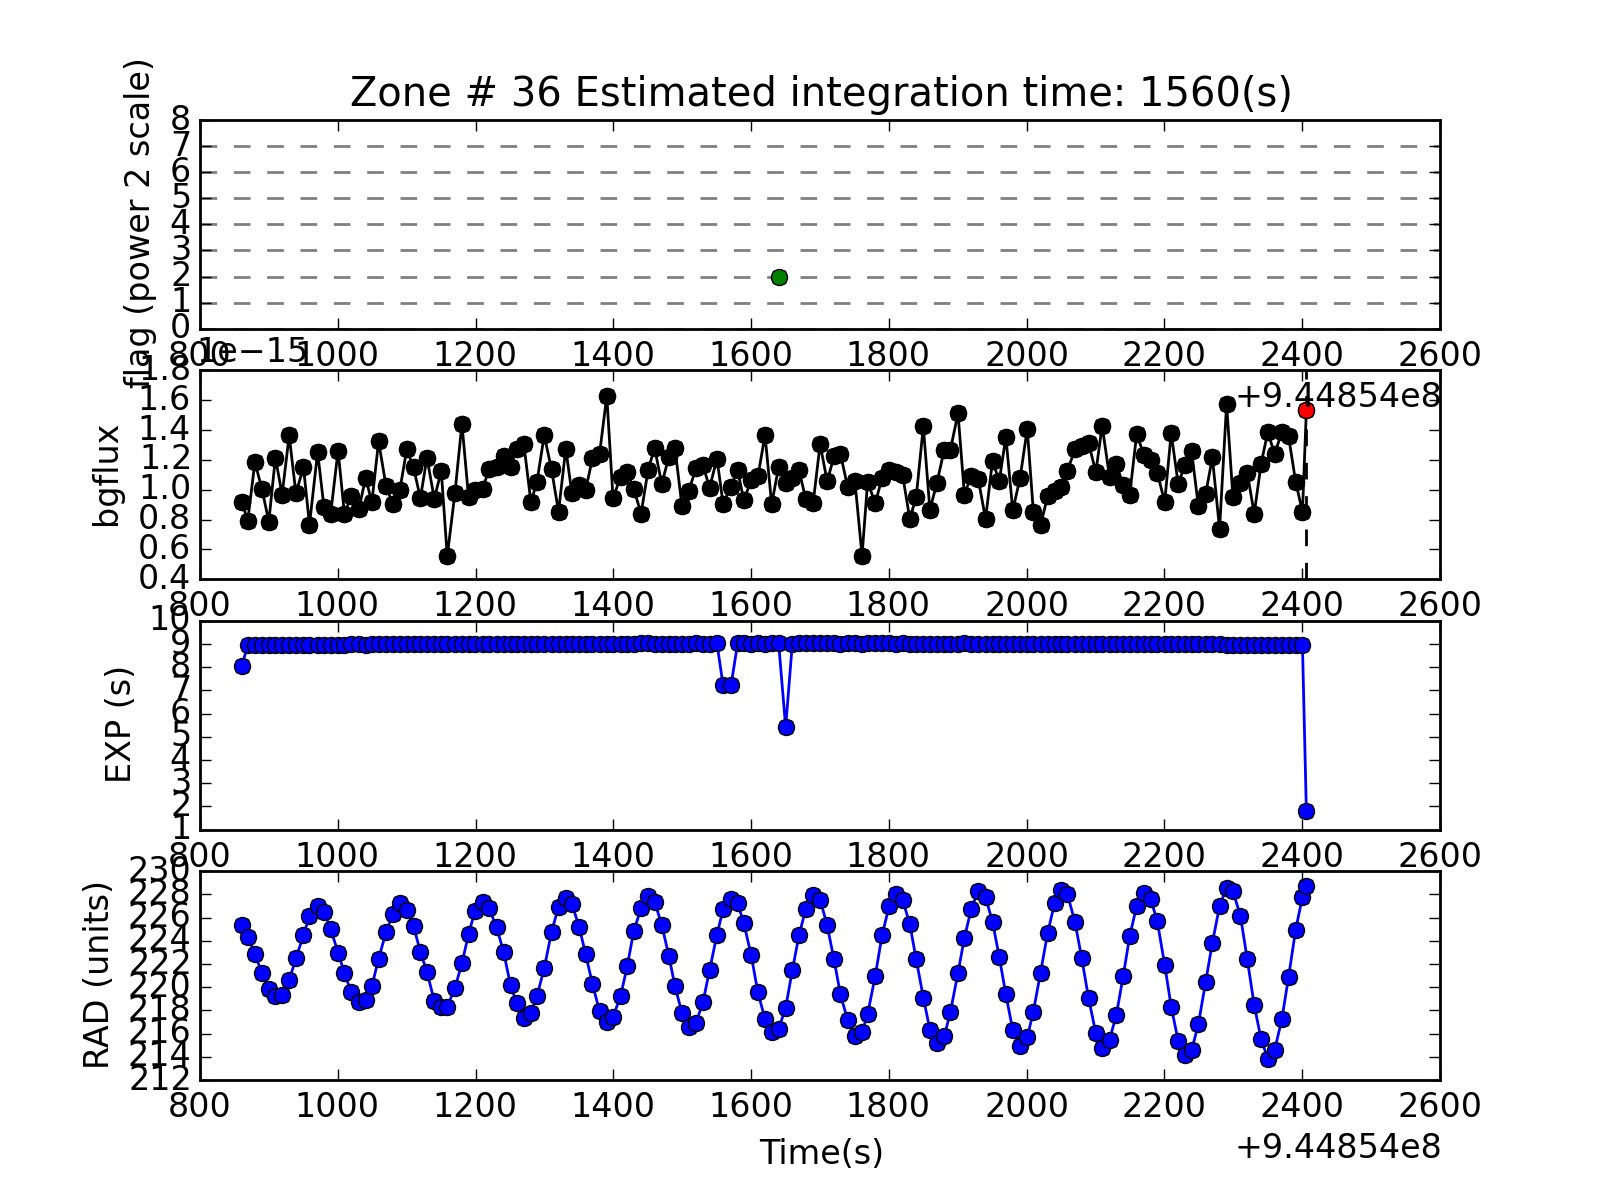 Zone # 36 Estimated integration time: 1560(s)
flag (power 2 scale)
8
7
6
5
4
3
2
1
0
800 1000 1200 1400 1600 1800 2000 2200 2400 2600
+9.44854e8
1e−15
bgflux
1.8
1.6
1.4
1.2
1.0
0.8
0.6
0.4
800 1000 1200 1400 1600 1800 2000 2200 2400 2600
EXP (s)
10
9
8
7
6
5
4
3
2
1
800 1000 1200 1400 1600 1800 2000 2200 2400 2600
RAD (units)
230
228
226
224
222
220
218
216
214
212
800 1000 1200 1400 1600 1800 2000 2200 2400 2600
Time(s)
+9.44854e8